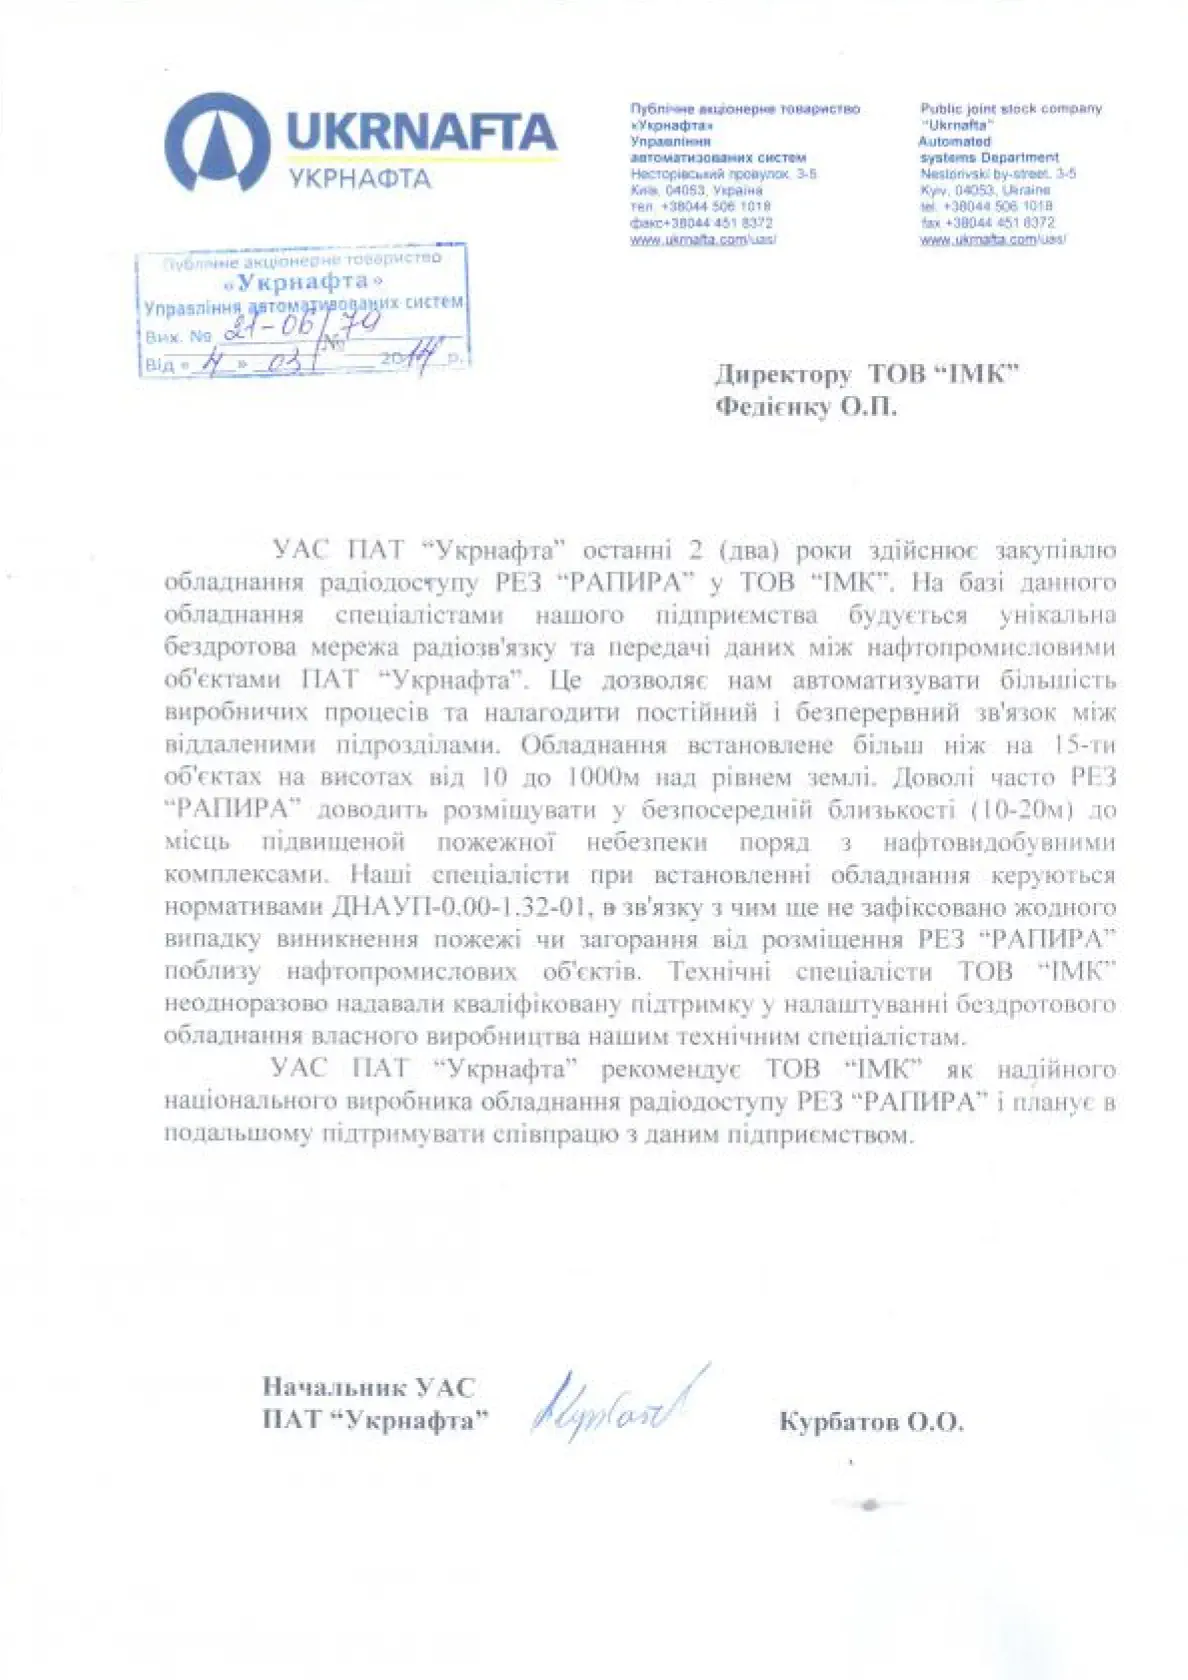 UKRNAFTA
УКРНАФТА
Публічне акціонерне товариство
«Укрнафта»
Управління
автоматизованих систем
Несторівський провулок, 3-5
Київ, 04053, Україна
тел. +38044 506 1018
факс+38044 451 8372
www.ukrnafta.com/uas/
Public joint stock company
"Ukrnafta"
Automated
systems Department
Nestorivski by-street, 3-5
Kyiv, 04053, Ukraine
tel. +38044 506 1018
fax +38044 451 8372
www.ukrnafta.com/uas/
Публічне акціонерне товариство
«Укрнафта»
Управління автоматизованих систем
Вих. № 21-06/79
№
Від « 4 » 03 2014 р.
Директору ТОВ “ІМК”
Федієнку О.П.
УАС ПАТ “Укрнафта” останні 2 (два) роки здійснює закупівлю
обладнання радіодоступу РЕЗ “РАПИРА” у ТОВ “ІМК”. На базі данного
обладнання спеціалістами нашого підприємства будується унікальна
бездротова мережа радіозв'язку та передачі даних між нафтопромисловими
об'єктами ПАТ “Укрнафта”. Це дозволяє нам автоматизувати більшість
виробничих процесів та налагодити постійний і безперервний зв'язок між
віддаленими підрозділами. Обладнання встановлене більш ніж на 15-ти
об'єктах на висотах від 10 до 1000м над рівнем землі. Доволі часто РЕЗ
“РАПИРА” доводить розміщувати у безпосередній близькості (10-20м) до
місць підвищеной пожежної небезпеки поряд з нафтовидобувними
комплексами. Наші спеціалісти при встановленні обладнання керуються
нормативами ДНАУП-0.00-1.32-01, в зв'язку з чим ще не зафіксовано жодного
випадку виникнення пожежі чи загорання від розміщення РЕЗ “РАПИРА”
поблизу нафтопромислових об'єктів. Технічні спеціалісти ТОВ “ІМК”
неодноразово надавали кваліфіковану підтримку у налаштуванні бездротового
обладнання власного виробництва нашим технічним спеціалістам.
УАС ПАТ “Укрнафта” рекомендує ТОВ “ІМК” як надійного
національного виробника обладнання радіодоступу РЕЗ “РАПИРА” і планує в
подальшому підтримувати співпрацю з даним підприємством.
Начальник УАС
ПАТ “Укрнафта”
Курбатов О.О.